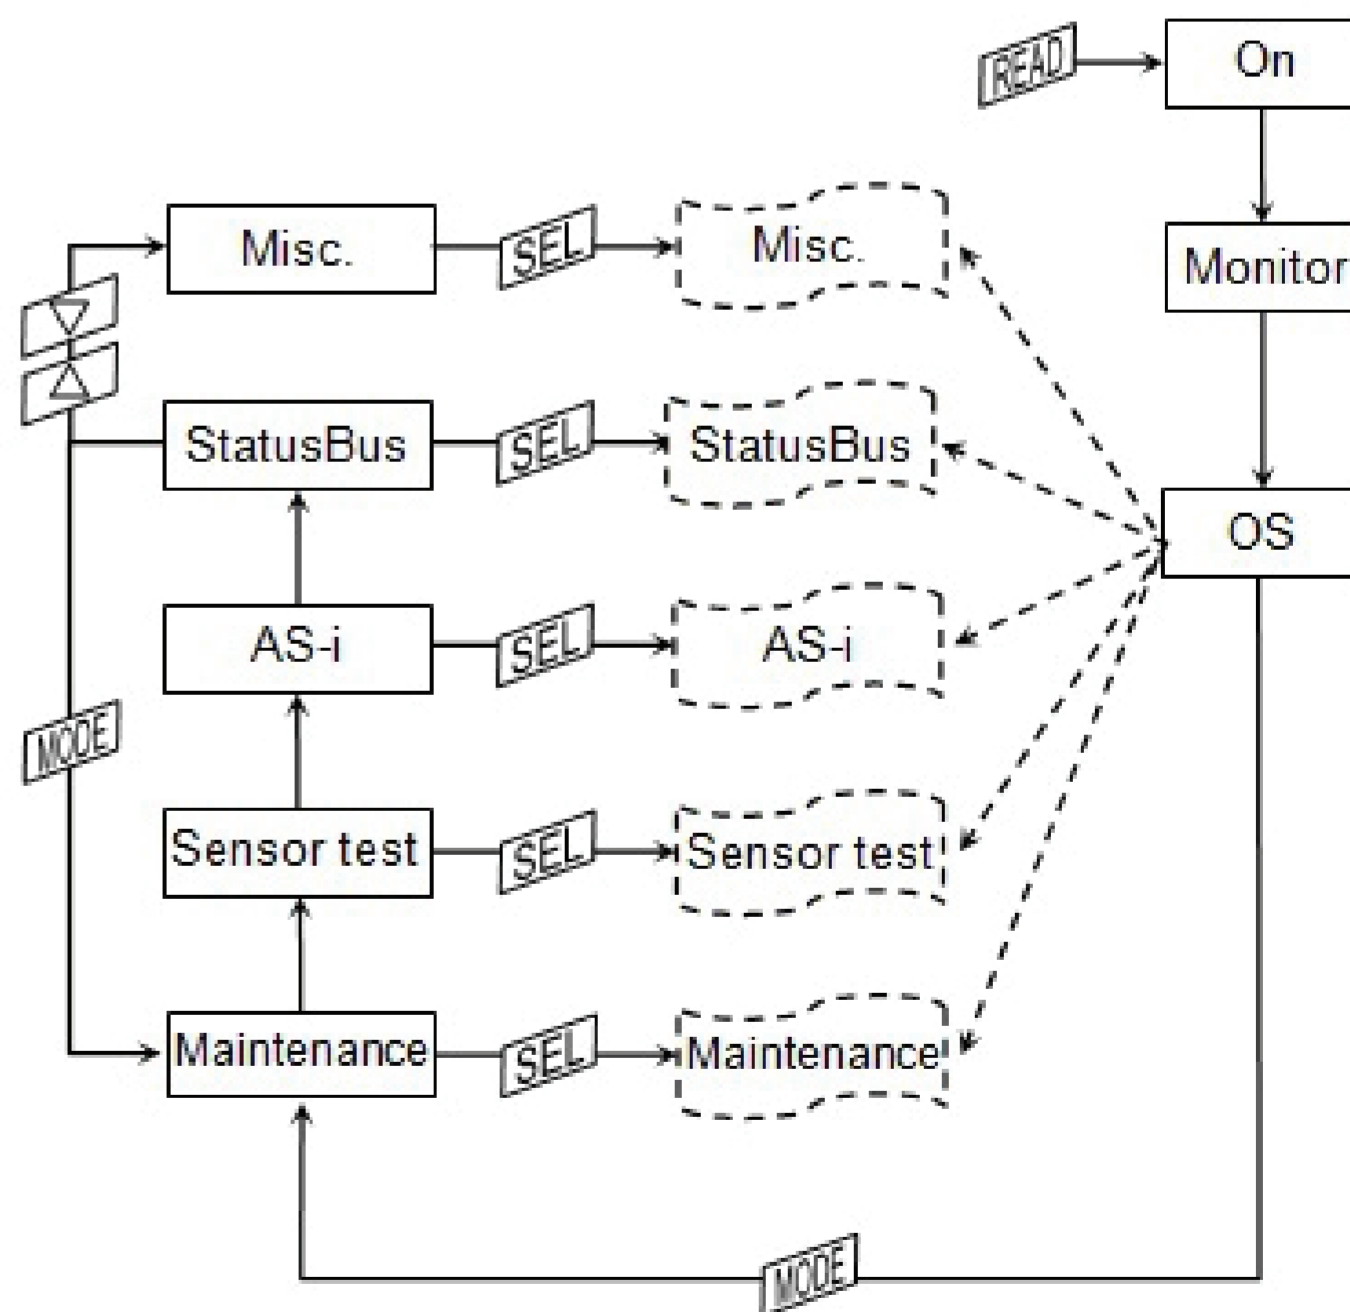 READ
On
Misc.
SEL
Misc.
Monitor
StatusBus
SEL
StatusBus
OS
AS-i
SEL
AS-i
MODE
Sensor test
SEL
Sensor test
Maintenance
SEL
Maintenance
MODE